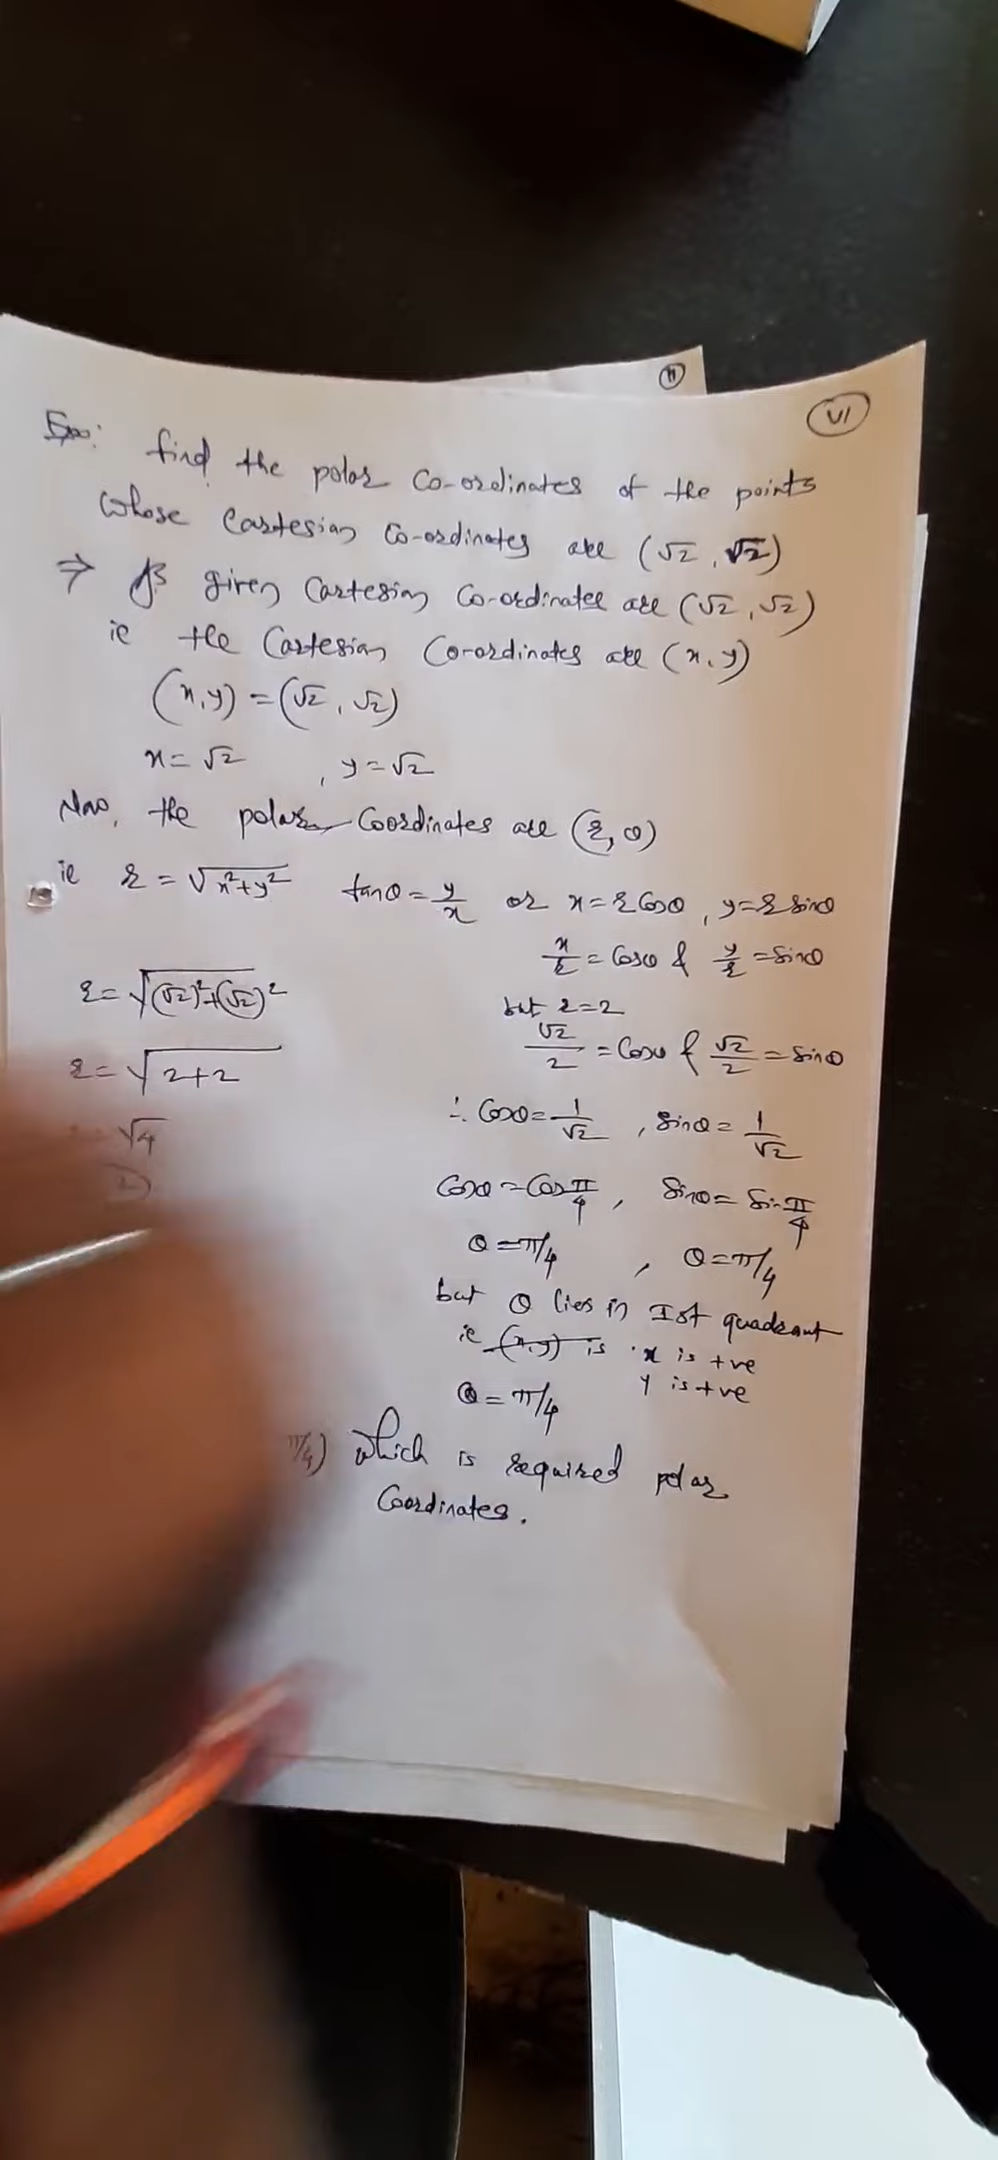 11
VI
Exp: find the polar Co-ordinates of the points
whose Cartesian Co-ordinates are (√2, √2)
⇒ As given Cartesian Co-ordinates are (√2, √2)
ie the Cartesian Co-ordinates are (x, y)
(x, y) = (√2, √2)
x = √2 , y = √2
Now, the polar Coordinates are (r, θ)
ie r = √x²+y² tanθ = y/x or x = r Cosθ , y = r sinθ
x/r = Cosθ & y/r = sinθ
r = √(√2)²+(√2)²
but r = 2
√2/2 = Cosθ & √2/2 = sinθ
r = √2+2
∴ Cosθ = 1/√2 , sinθ = 1/√2
√4
2
Cosθ = Cos π/4 , Sinθ = Sin π/4
θ = π/4 , θ = π/4
but θ lies in Ist quadrant
ie (x, y) is x is +ve
y is +ve
θ = π/4
π/4) which is required polar
Coordinates.